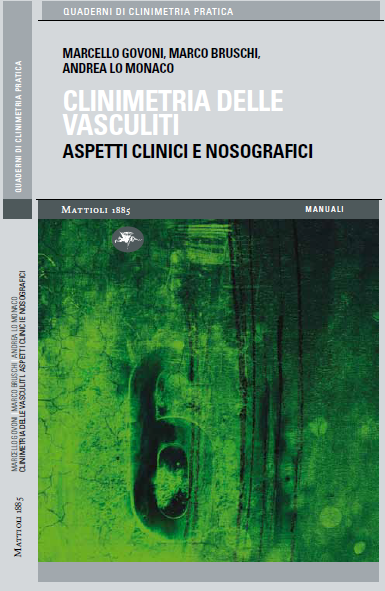 QUADERNI DI CLINIMETRIA PRATICA
MARCELLO GOVONI, MARCO BRUSCHI,
ANDREA LO MONACO
CLINIMETRIA DELLE
VASCULITI
ASPETTI CLINICI E NOSOGRAFICI
MATTIOLI 1885
MANUALI
6
QUADERNI DI CLINIMETRIA PRATICA
MARCELLO GOVONI MARCO BRUSCHI ANDREA LO MONACO
CLINIMETRIA DELLE VASCULITI. ASPETTI CLINICI E NOSOGRAFICI
MATTIOLI 1885